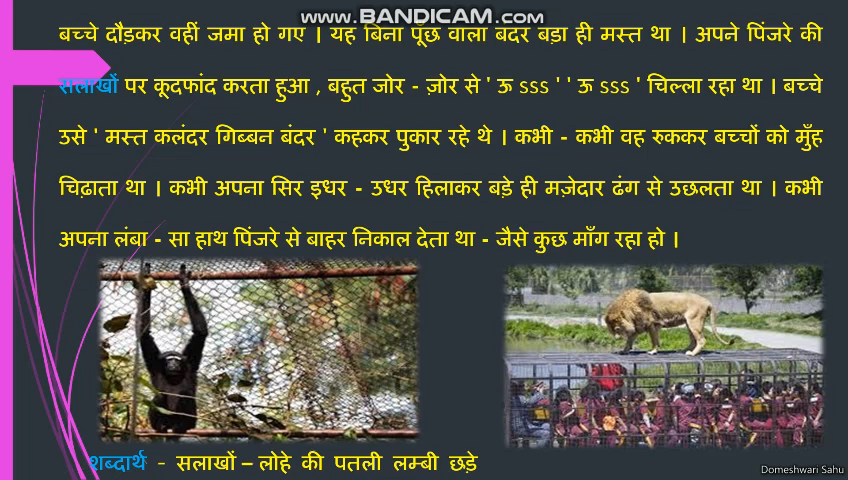 www.BANDICAM.com
बच्चे दौड़कर वहीं जमा हो गए । यह बिना पूँछ वाला बंदर बड़ा ही मस्त था । अपने पिंजरे की
सलाखों पर कूदफांद करता हुआ , बहुत जोर - ज़ोर से ' ऊ sss ' ' ऊ sss ' चिल्ला रहा था । बच्चे
उसे ' मस्त कलंदर गिब्बन बंदर ' कहकर पुकार रहे थे । कभी - कभी वह रुककर बच्चों को मुँह
चिढ़ाता था । कभी अपना सिर इधर - उधर हिलाकर बड़े ही मज़ेदार ढंग से उछलता था । कभी
अपना लंबा - सा हाथ पिंजरे से बाहर निकाल देता था - जैसे कुछ माँग रहा हो ।
शब्दार्थ - सलाखों – लोहे की पतली लम्बी छड़े
Domeshwari Sahu